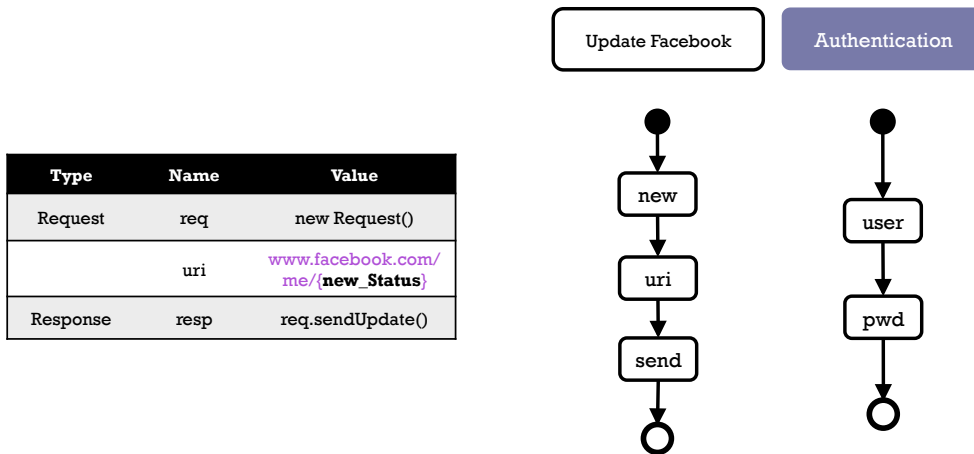 Update Facebook
Authentication
Type Name Value
Request req new Request()
uri www.facebook.com/
me/{new_Status}
Response resp req.sendUpdate()
new
uri
send
user
pwd